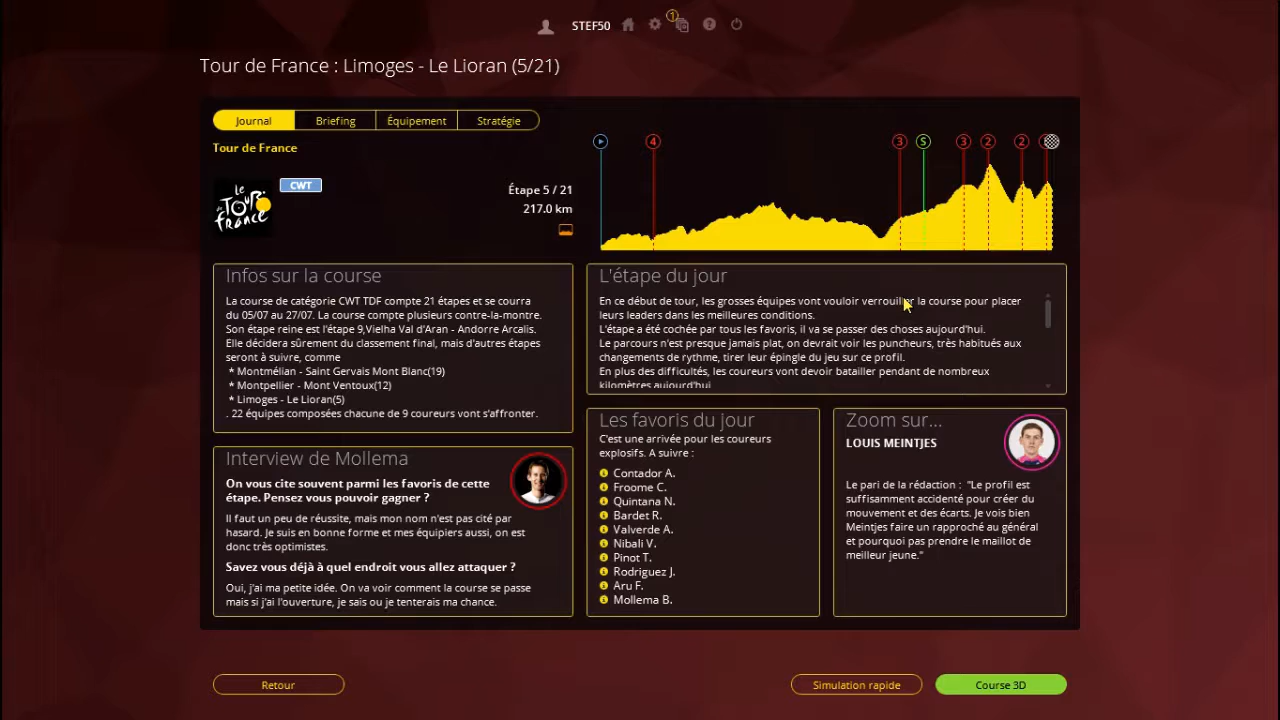 1
STEF50
Tour de France : Limoges - Le Lioran (5/21)
Journal Briefing Équipement Stratégie
Tour de France
4 3 S 3 2 2
Le Tour de France
CWT
Étape 5 / 21
217.0 km
Infos sur la course
La course de catégorie CWT TDF compte 21 étapes et se courra
du 05/07 au 27/07. La course compte plusieurs contre-la-montre.
Son étape reine est l'étape 9,Vielha Val d'Aran - Andorre Arcalis.
Elle décidera sûrement du classement final, mais d'autres étapes
seront à suivre, comme
* Montmélian - Saint Gervais Mont Blanc(19)
* Montpellier - Mont Ventoux(12)
* Limoges - Le Lioran(5)
. 22 équipes composées chacune de 9 coureurs vont s'affronter.
L'étape du jour
En ce début de tour, les grosses équipes vont vouloir verrouiller la course pour placer
leurs leaders dans les meilleures conditions.
L'étape a été cochée par tous les favoris, il va se passer des choses aujourd'hui.
Le parcours n'est presque jamais plat, on devrait voir les puncheurs, très habitués aux
changements de rythme, tirer leur épingle du jeu sur ce profil.
En plus des difficultés, les coureurs vont devoir batailler pendant de nombreux
kilomètres aujourd'hui
Interview de Mollema
On vous cite souvent parmi les favoris de cette
étape. Pensez vous pouvoir gagner ?
Il faut un peu de réussite, mais mon nom n'est pas cité par
hasard. Je suis en bonne forme et mes équipiers aussi, on est
donc très optimistes.
Savez vous déjà à quel endroit vous allez attaquer ?
Oui, j'ai ma petite idée. On va voir comment la course se passe
mais si j'ai l'ouverture, je sais ou je tenterais ma chance.
Les favoris du jour
C'est une arrivée pour les coureurs
explosifs. A suivre :
Contador A.
Froome C.
Quintana N.
Bardet R.
Valverde A.
Nibali V.
Pinot T.
Rodriguez J.
Aru F.
Mollema B.
Zoom sur...
LOUIS MEINTJES
Le pari de la rédaction : "Le profil est
suffisamment accidenté pour créer du
mouvement et des écarts. Je vois bien
Meintjes faire un rapproché au général
et pourquoi pas prendre le maillot de
meilleur jeune."
Retour
Simulation rapide
Course 3D